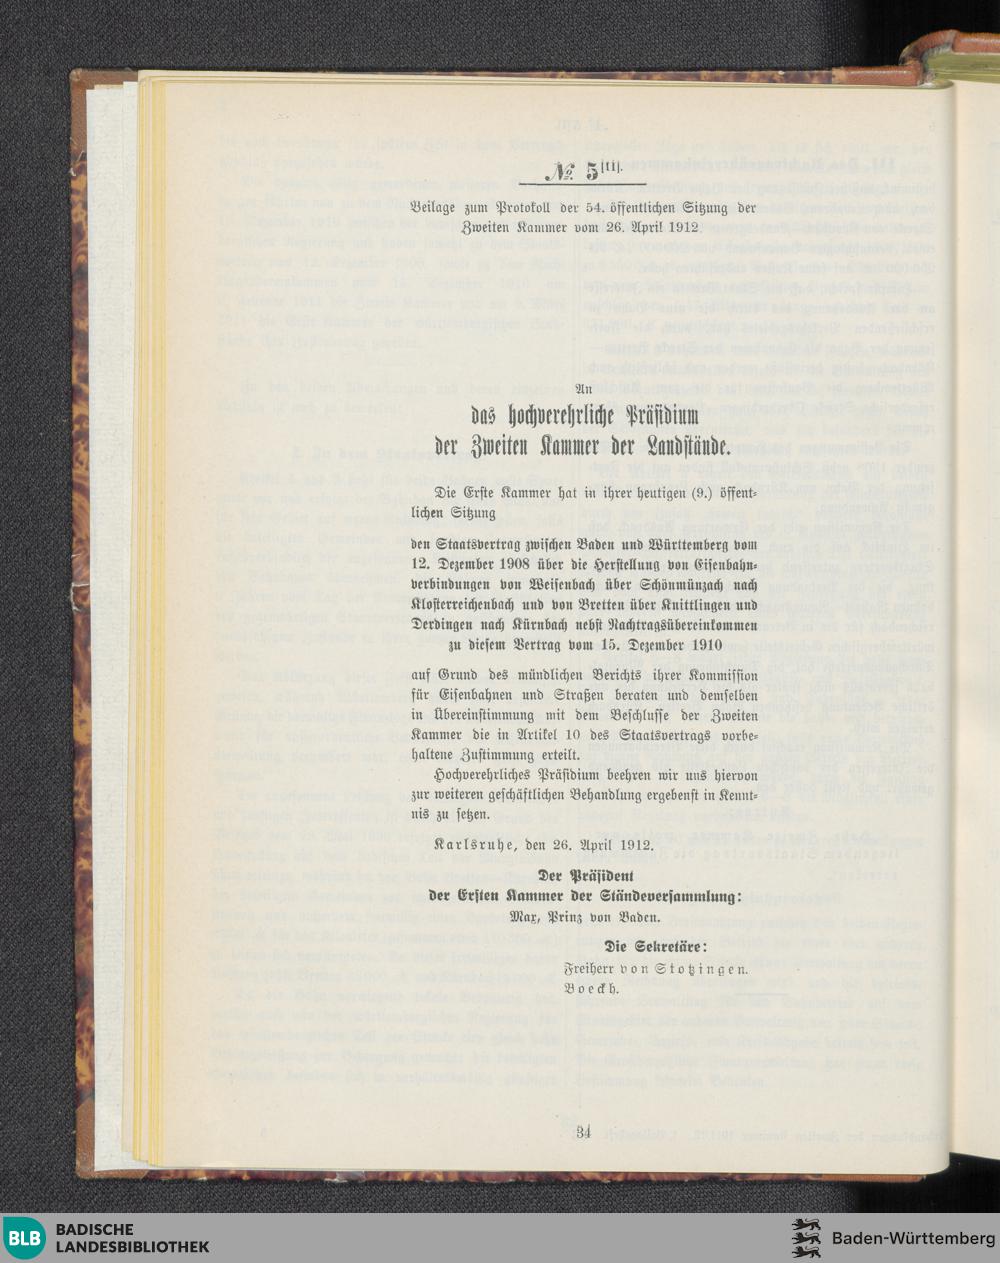 № 5[11].
Beilage zum Protokoll der 54. öffentlichen Sitzung der
Zweiten Kammer vom 26. April 1912.
An
das hochverehrliche Präsidium
der Zweiten Kammer der Landstände.
Die Erste Kammer hat in ihrer heutigen (9.) öffent-
lichen Sitzung
den Staatsvertrag zwischen Baden und Württemberg vom
12. Dezember 1908 über die Herstellung von Eisenbahn-
verbindungen von Weisenbach über Schönmünzach nach
Klosterreichenbach und von Bretten über Knittlingen und
Derdingen nach Kürnbach nebst Nachtragsübereinkommen
zu diesem Vertrag vom 15. Dezember 1910
auf Grund des mündlichen Berichts ihrer Kommission
für Eisenbahnen und Straßen beraten und demselben
in Übereinstimmung mit dem Beschlusse der Zweiten
Kammer die in Artikel 10 des Staatsvertrags vorbe-
haltene Zustimmung erteilt.
Hochverehrliches Präsidium beehren wir uns hiervon
zur weiteren geschäftlichen Behandlung ergebenst in Kennt-
nis zu setzen.
Karlsruhe, den 26. April 1912.
Der Präsident
der Ersten Kammer der Ständeversammlung:
Max, Prinz von Baden.
Die Sekretäre:
Freiherr von Stotzingen.
Boeckh.
34
BLB BADISCHE
LANDESBIBLIOTHEK
Baden-Württemberg